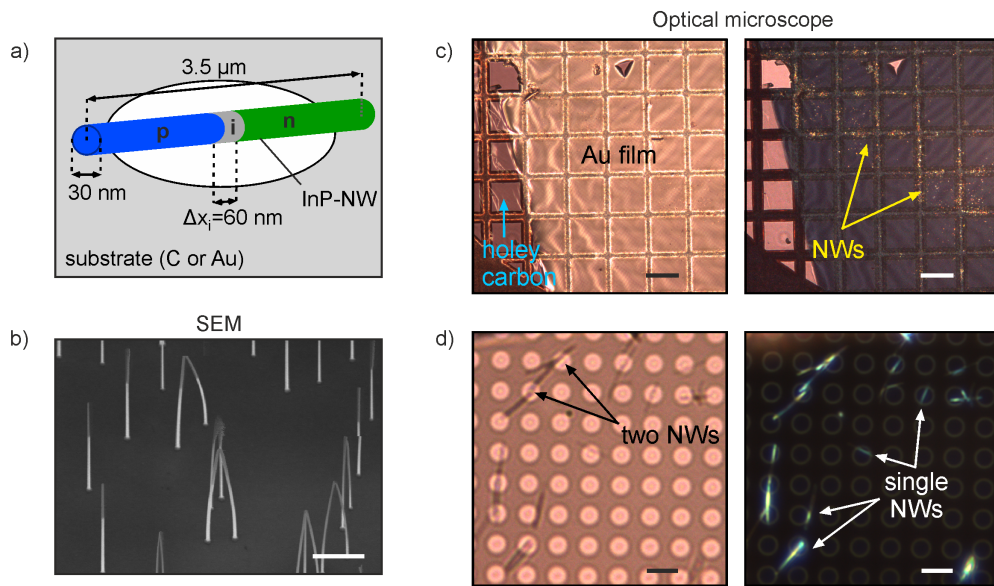 Optical microscope
a)
3.5 μm
p
i
n
30 nm
Δxᵢ=60 nm
InP-NW
substrate (C or Au)
b)
SEM
c)
Au film
holey
carbon
NWs
d)
two NWs
single
NWs